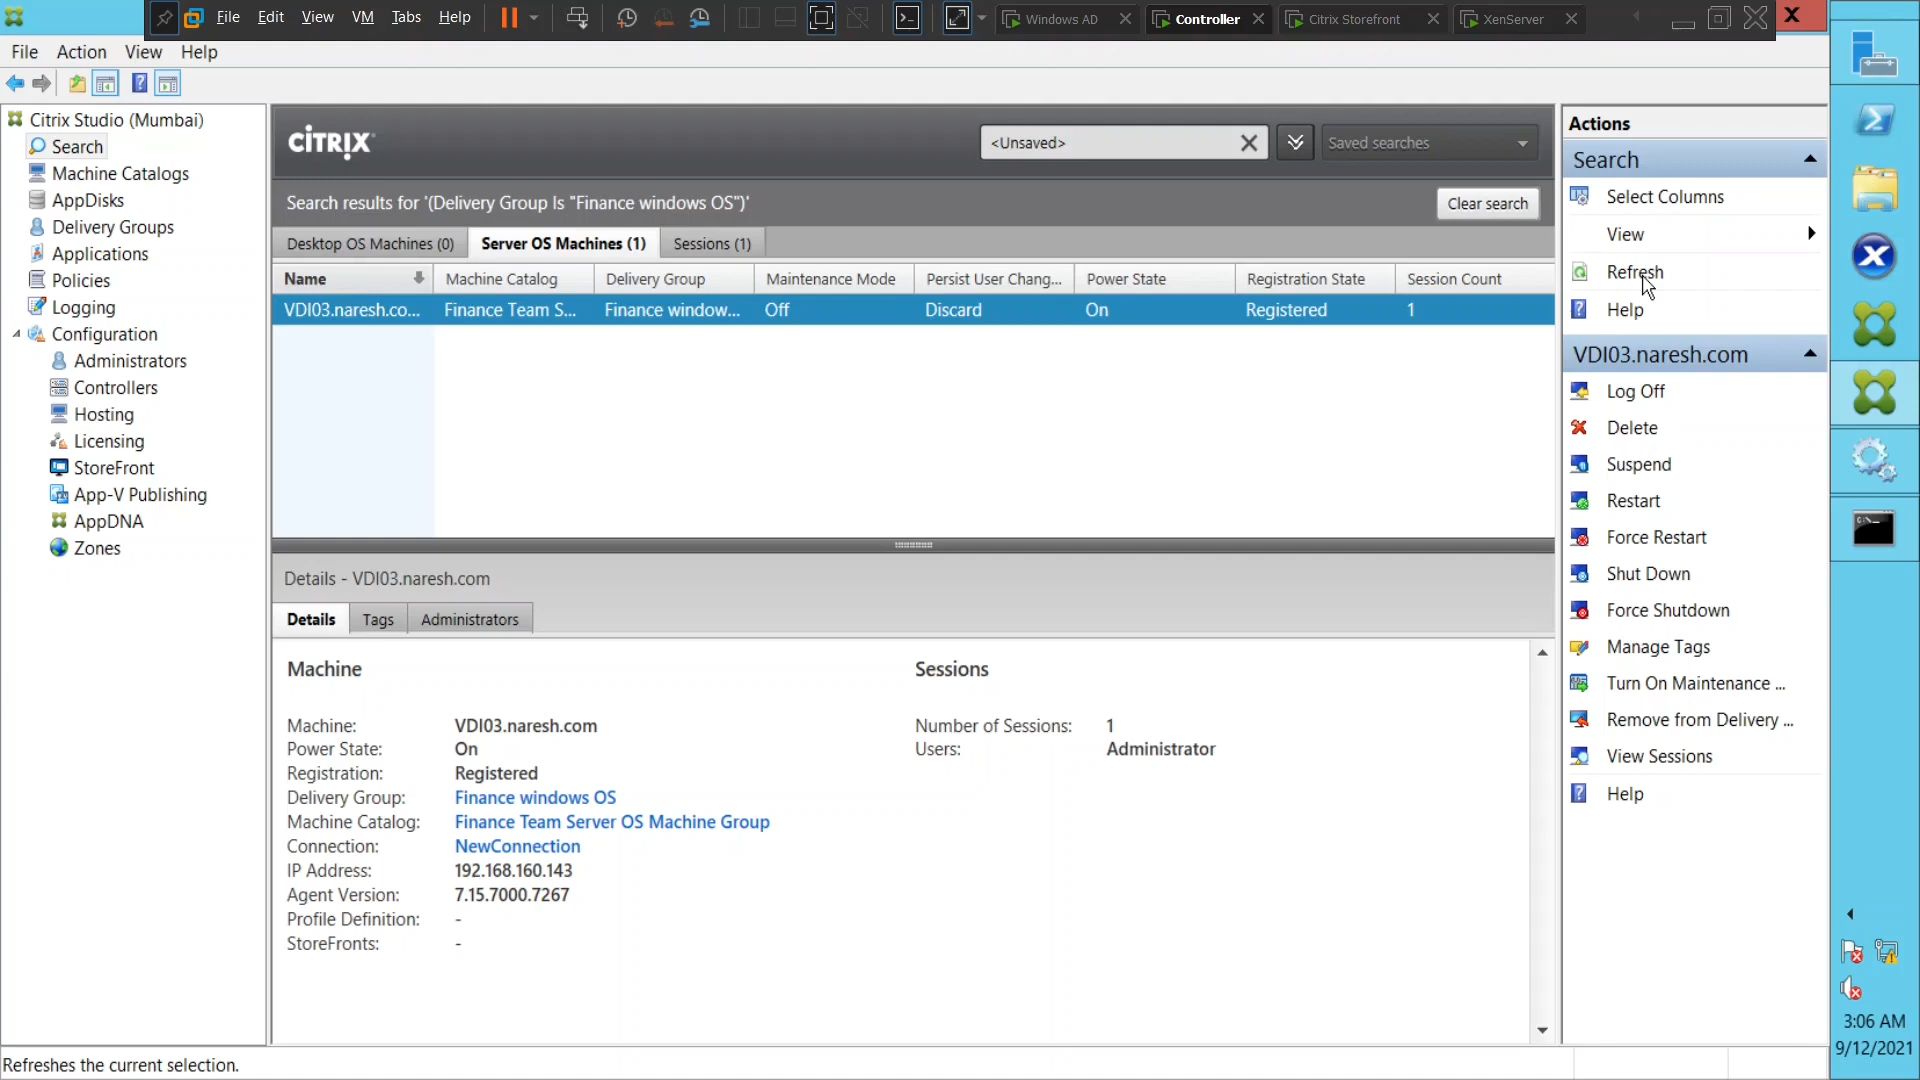 File Edit View VM Tabs Help
Windows AD
Controller
Citrix Storefront
XenServer
X
File Action View Help
Citrix Studio (Mumbai)
Search
Machine Catalogs
AppDisks
Delivery Groups
Applications
Policies
Logging
Configuration
Administrators
Controllers
Hosting
Licensing
StoreFront
App-V Publishing
AppDNA
Zones
CİTRIX
<Unsaved>
Saved searches
Search results for '(Delivery Group Is "Finance windows OS")'
Clear search
Desktop OS Machines (0)
Server OS Machines (1)
Sessions (1)
Name Machine Catalog Delivery Group Maintenance Mode Persist User Chang... Power State Registration State Session Count
VDI03.naresh.co... Finance Team S... Finance window... Off Discard On Registered 1
Details - VDI03.naresh.com
Details Tags Administrators
Machine
Machine: VDI03.naresh.com
Power State: On
Registration: Registered
Delivery Group: Finance windows OS
Machine Catalog: Finance Team Server OS Machine Group
Connection: NewConnection
IP Address: 192.168.160.143
Agent Version: 7.15.7000.7267
Profile Definition: -
StoreFronts: -
Sessions
Number of Sessions: 1
Users: Administrator
Actions
Search
Select Columns
View
Refresh
Help
VDI03.naresh.com
Log Off
Delete
Suspend
Restart
Force Restart
Shut Down
Force Shutdown
Manage Tags
Turn On Maintenance ...
Remove from Delivery ...
View Sessions
Help
3:06 AM
9/12/2021
Refreshes the current selection.